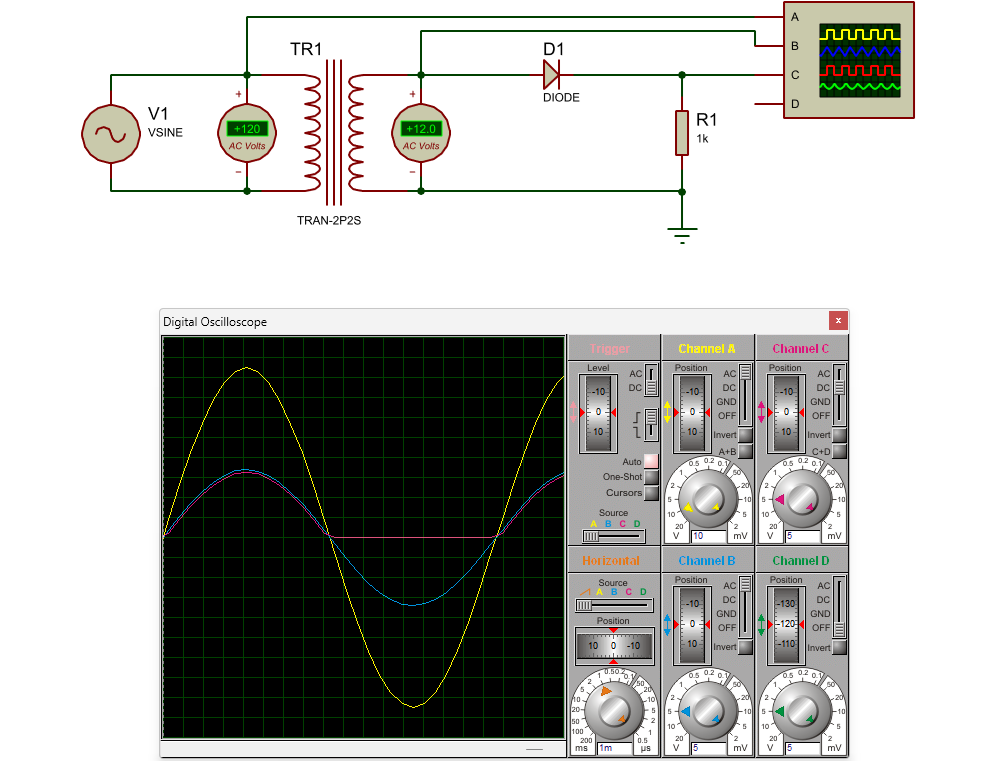 A
B
C
D
TR1
D1
DIODE
V1
VSINE
+
+120
AC Volts
−
+
+12.0
AC Volts
−
R1
1k
TRAN-2P2S
Digital Oscilloscope
x
Trigger
Level
-10
0
10
AC
DC
Auto
One-Shot
Cursors
Source
A B C D
Channel A
Position
-10
0
10
AC
DC
GND
OFF
Invert
A+B
0.5 0.2 0.1
1 50
2 20
5 10
10 5
20 2
V 10 mV
Channel C
Position
-10
0
10
AC
DC
GND
OFF
Invert
C+D
0.5 0.2 0.1
1 50
2 20
5 10
10 5
20 2
V 5 mV
Horizontal
Source
A B C D
Position
10 0 -10
1 0.5 0.2 0.1
2 50
5 20
10 10
20 5
50 2
100 1
200 0.5
ms 1m µs
Channel B
Position
-10
0
10
AC
DC
GND
OFF
Invert
0.5 0.2 0.1
1 50
2 20
5 10
10 5
20 2
V 5 mV
Channel D
Position
-130
-120
-110
AC
DC
GND
OFF
Invert
0.5 0.2 0.1
1 50
2 20
5 10
10 5
20 2
V 5 mV